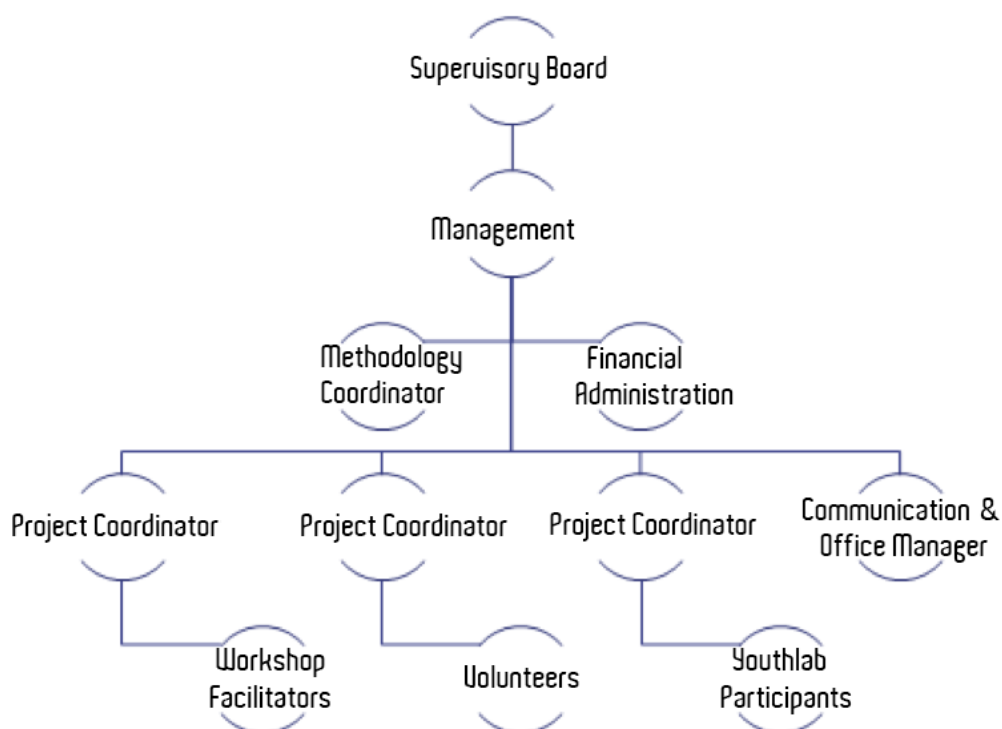 Supervisory Board
Management
Methodology
Coordinator
Financial
Administration
Project Coordinator
Project Coordinator
Project Coordinator
Communication &
Office Manager
Workshop
Facilitators
Volunteers
Youthlab
Participants